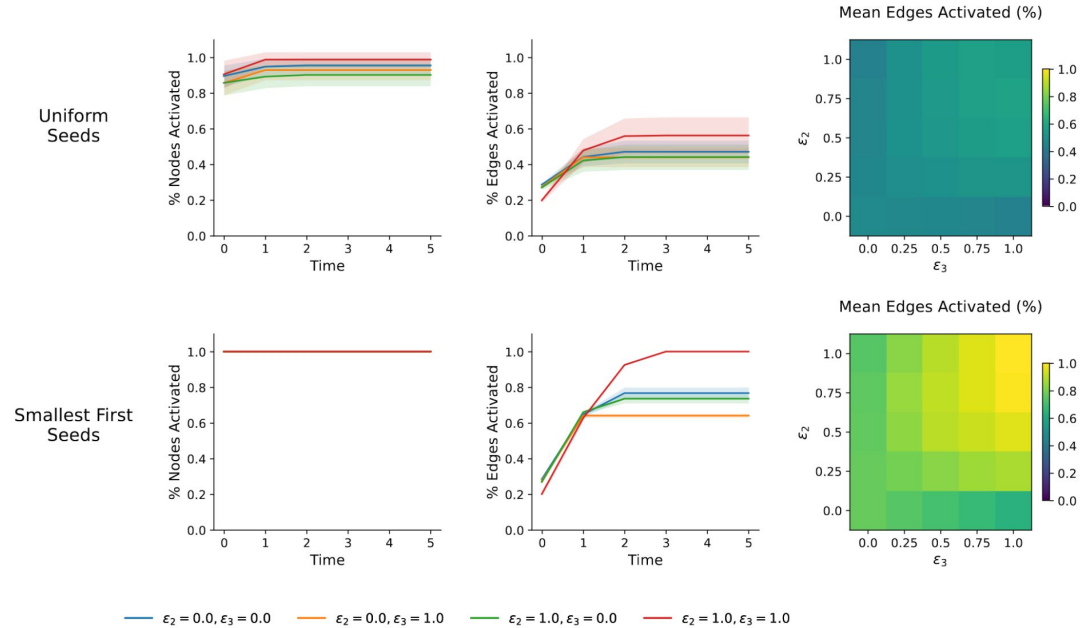 Mean Edges Activated (%)
Uniform
Seeds
% Nodes Activated
1.0
0.8
0.6
0.4
0.2
0.0
0 1 2 3 4 5
Time
% Edges Activated
1.0
0.8
0.6
0.4
0.2
0.0
0 1 2 3 4 5
Time
ε2
1.0
0.75
0.5
0.25
0.0
0.0 0.25 0.5 0.75 1.0
ε3
1.0
0.8
0.6
0.4
0.2
0.0
Mean Edges Activated (%)
Smallest First
Seeds
% Nodes Activated
1.0
0.8
0.6
0.4
0.2
0.0
0 1 2 3 4 5
Time
% Edges Activated
1.0
0.8
0.6
0.4
0.2
0.0
0 1 2 3 4 5
Time
ε2
1.0
0.75
0.5
0.25
0.0
0.0 0.25 0.5 0.75 1.0
ε3
1.0
0.8
0.6
0.4
0.2
0.0
ε2 = 0.0, ε3 = 0.0 ε2 = 0.0, ε3 = 1.0 ε2 = 1.0, ε3 = 0.0 ε2 = 1.0, ε3 = 1.0